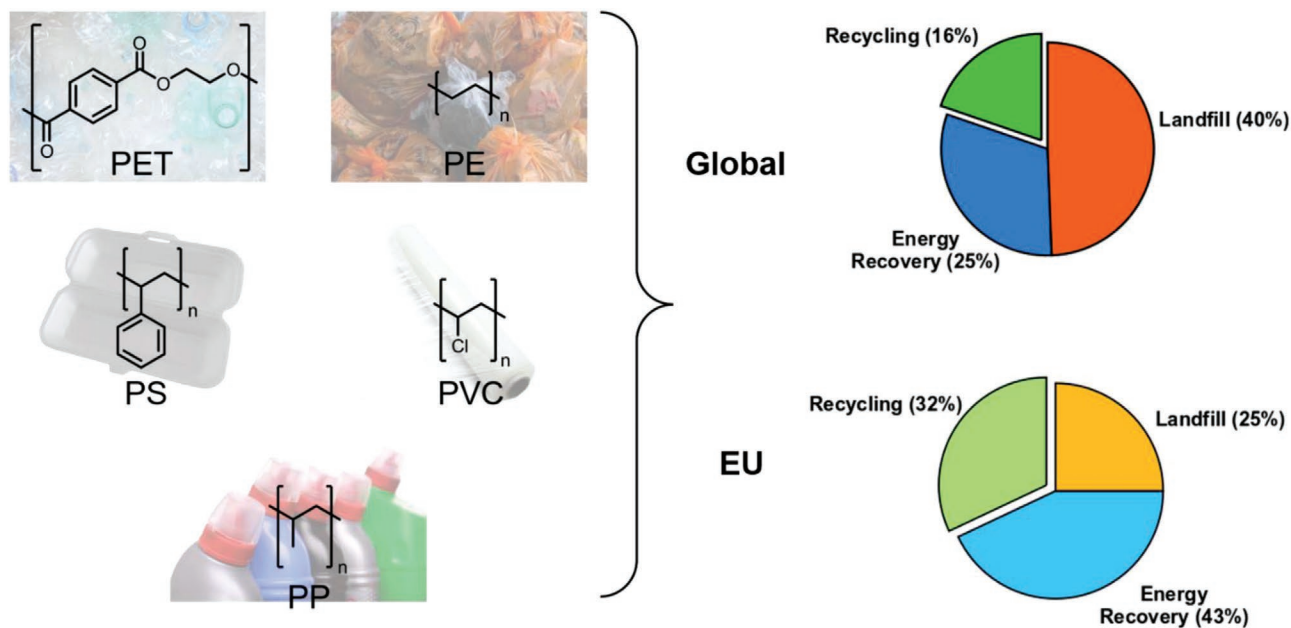 O
O
O
O
PET
n
PE
n
PS
Cl
n
PVC
n
PP
Global
Recycling (16%)
Landfill (40%)
Energy
Recovery (25%)
EU
Recycling (32%)
Landfill (25%)
Energy
Recovery (43%)